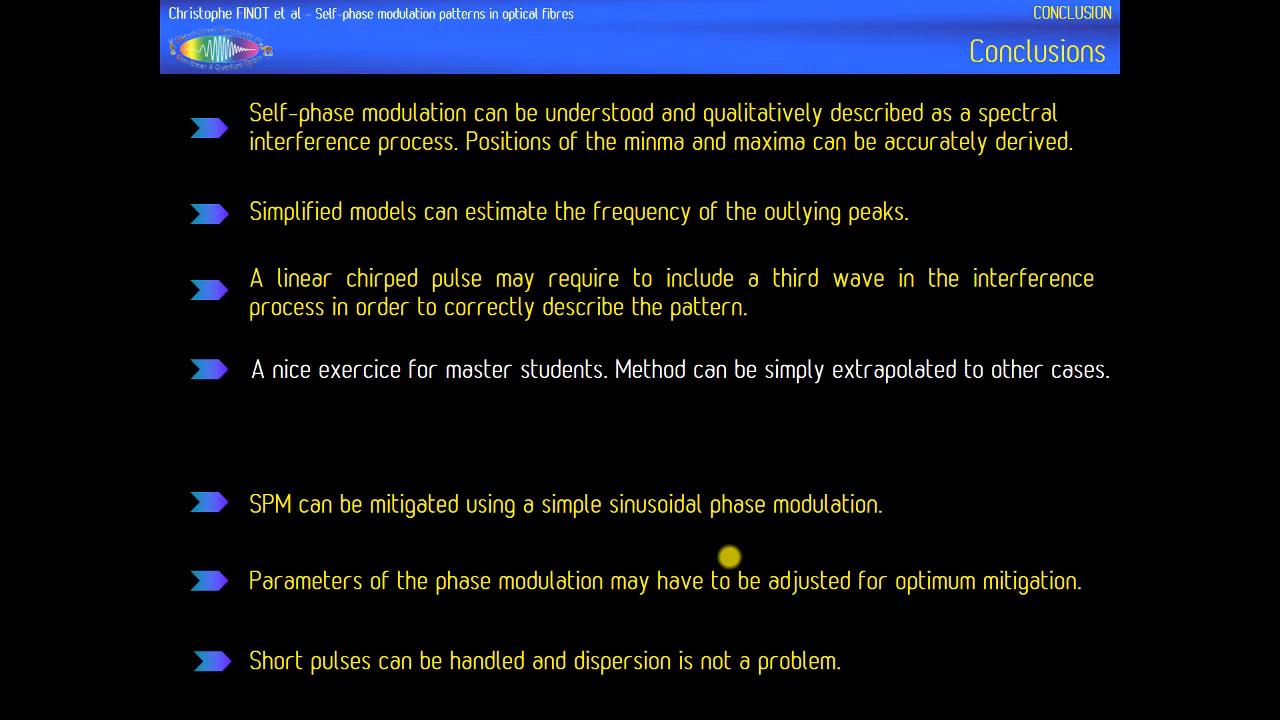 Christophe FINOT et al – Self-phase modulation patterns in optical fibres
CONCLUSION
Conclusions
Self-phase modulation can be understood and qualitatively described as a spectral
interference process. Positions of the minma and maxima can be accurately derived.
Simplified models can estimate the frequency of the outlying peaks.
A linear chirped pulse may require to include a third wave in the interference
process in order to correctly describe the pattern.
A nice exercice for master students. Method can be simply extrapolated to other cases.
SPM can be mitigated using a simple sinusoidal phase modulation.
Parameters of the phase modulation may have to be adjusted for optimum mitigation.
Short pulses can be handled and dispersion is not a problem.